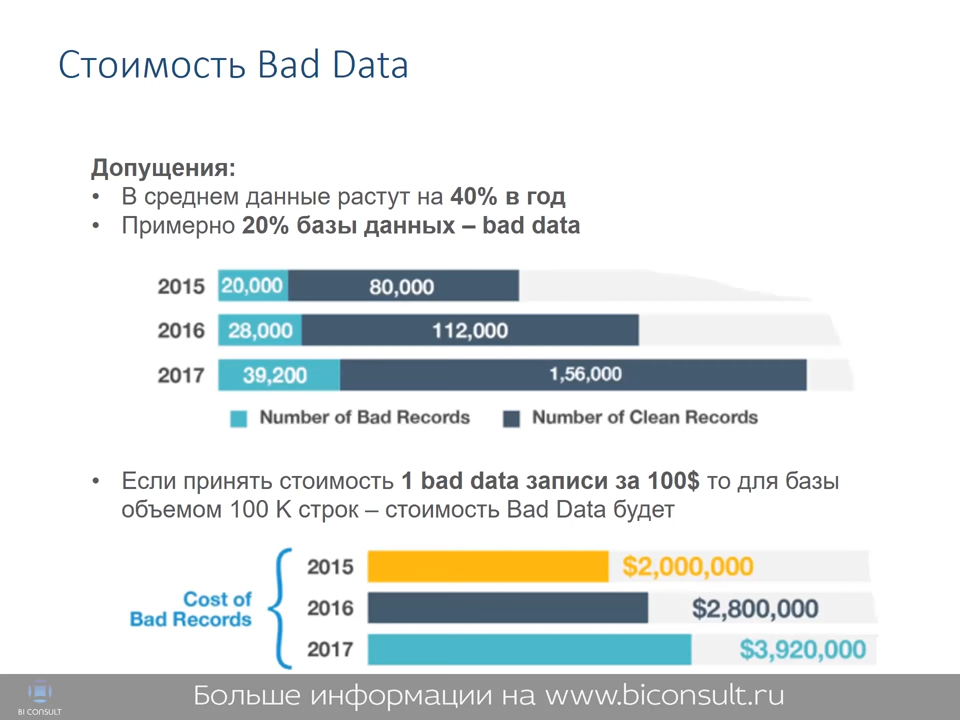 Стоимость Bad Data
Допущения:
• В среднем данные растут на 40% в год
• Примерно 20% базы данных – bad data
2015 20,000 80,000
2016 28,000 112,000
2017 39,200 1,56,000
Number of Bad Records Number of Clean Records
• Если принять стоимость 1 bad data записи за 100$ то для базы
объемом 100 K строк – стоимость Bad Data будет
Cost of
Bad Records
2015 $2,000,000
2016 $2,800,000
2017 $3,920,000
BI CONSULT
Больше информации на www.biconsult.ru